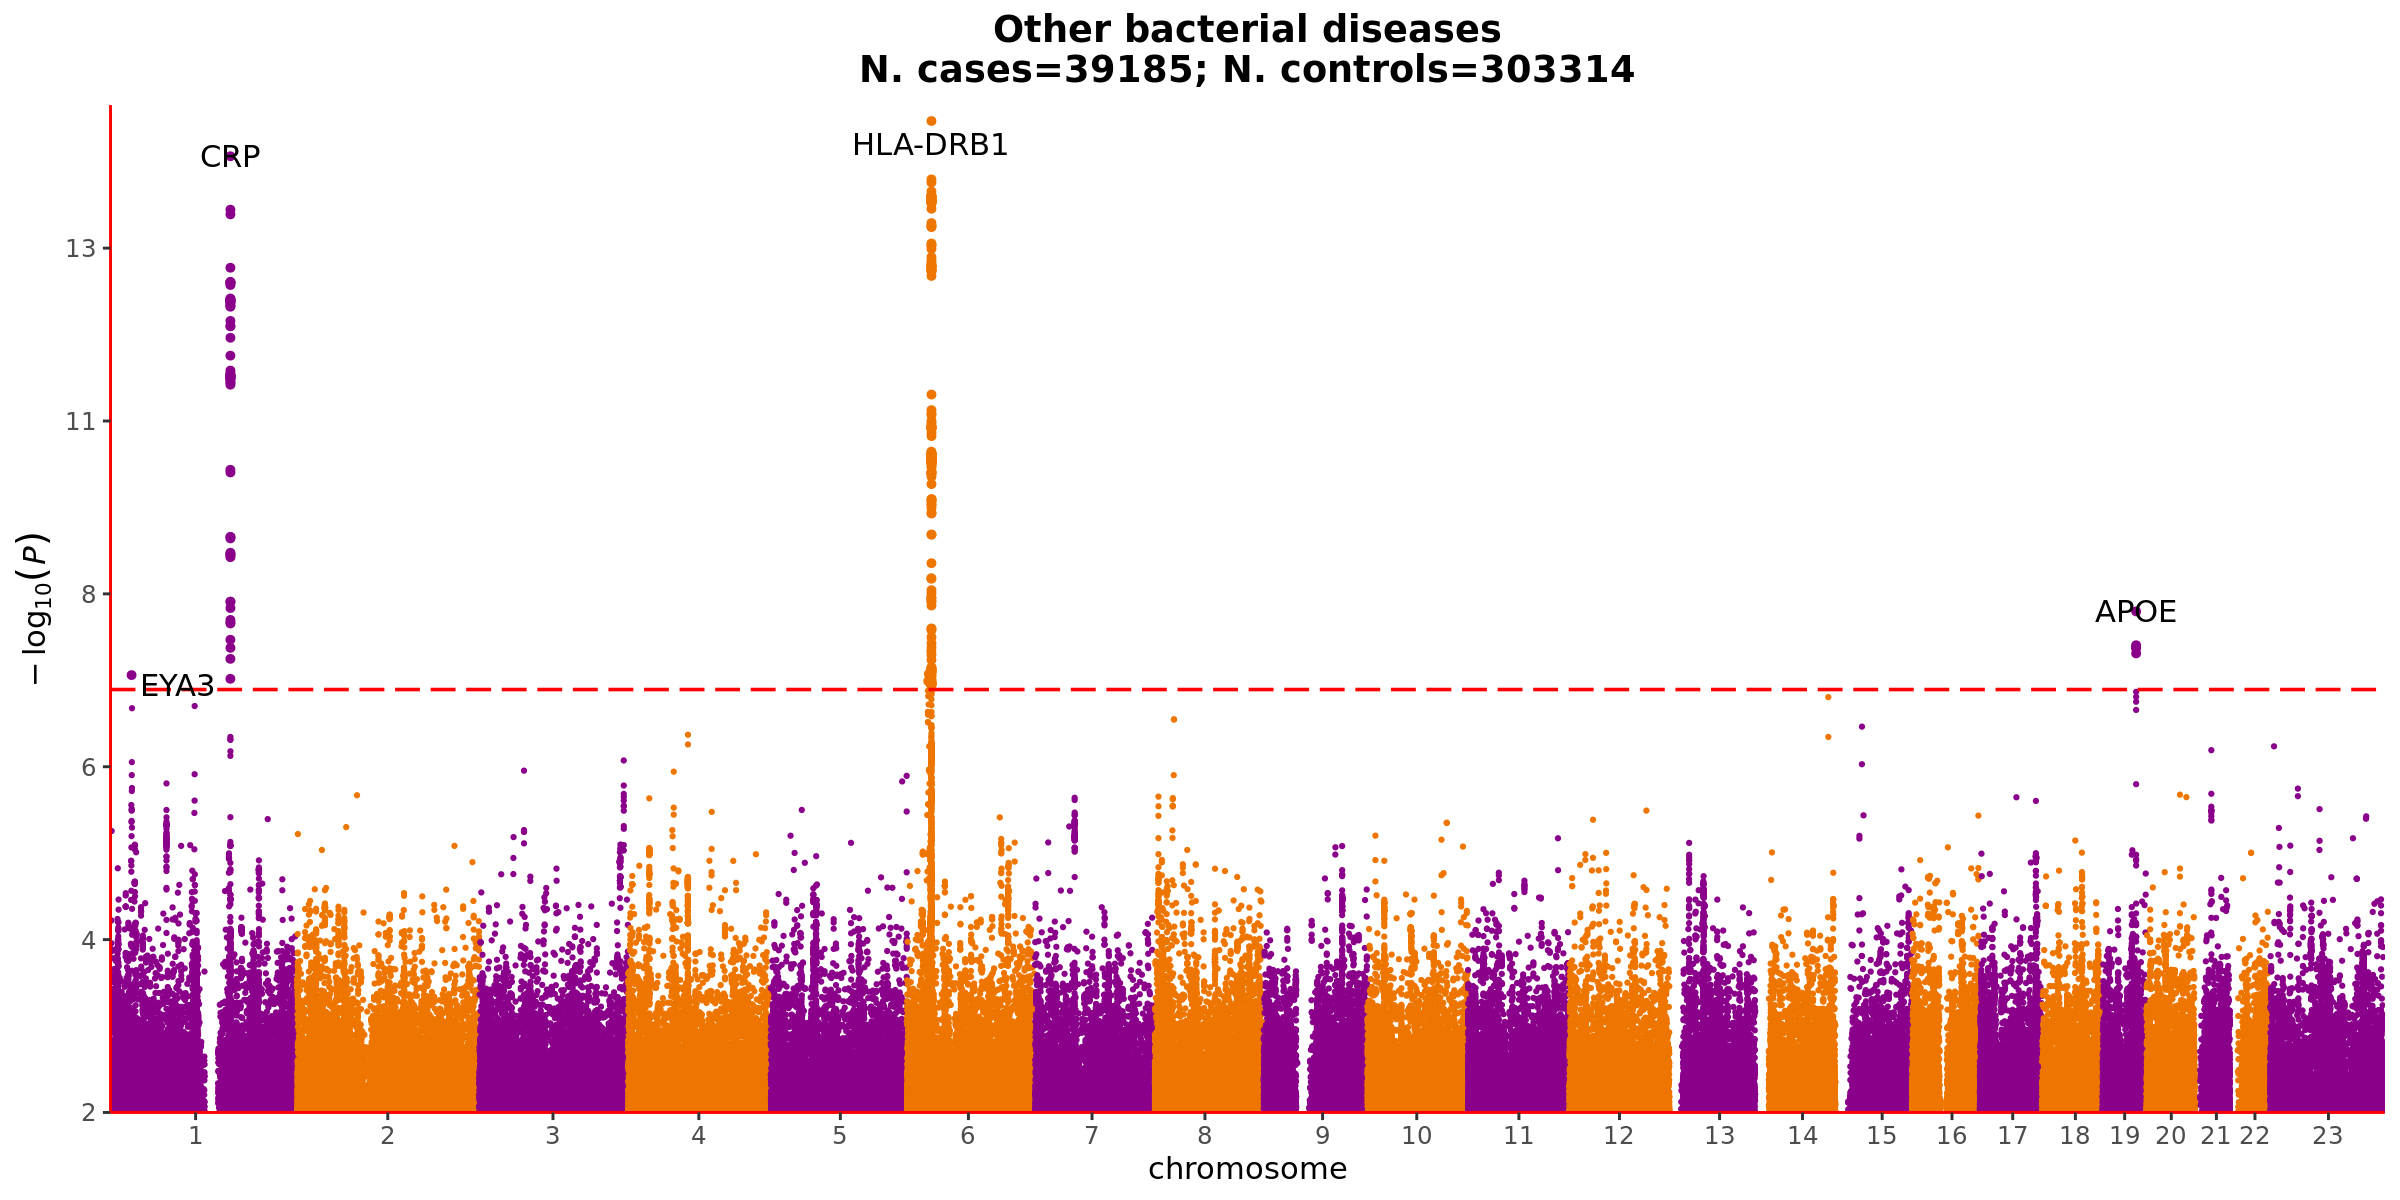 Other bacterial diseases
N. cases=39185; N. controls=303314
CRP
HLA-DRB1
13
11
8
APOE
EYA3
6
4
2
− log10(P)
1 2 3 4 5 6 7 8 9 10 11 12 13 14 15 16 17 18 19 20 21 22 23
chromosome